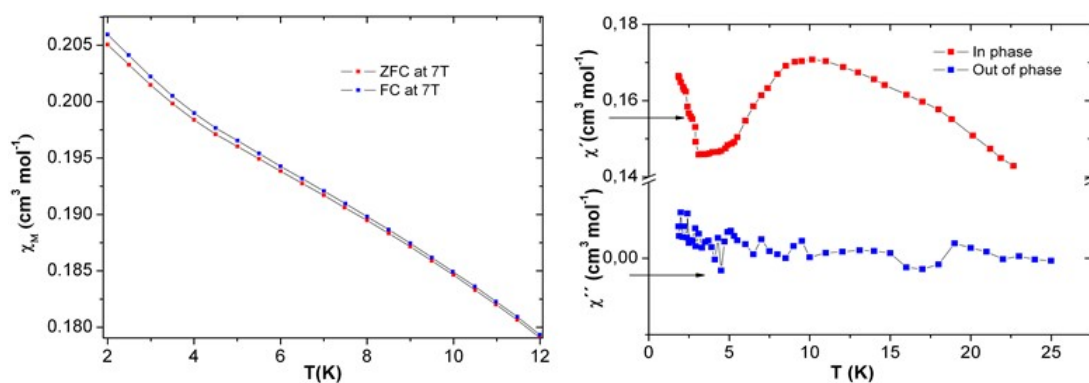 0.205
0.200
0.195
0.190
0.185
0.180
χM (cm3 mol-1)
ZFC at 7T
FC at 7T
2 4 6 8 10 12
T(K)
0,18
0,16
0,14
0,00
χ´(cm3 mol-1)
χ´´(cm3 mol-1)
In phase
Out of phase
0 5 10 15 20 25
T (K)